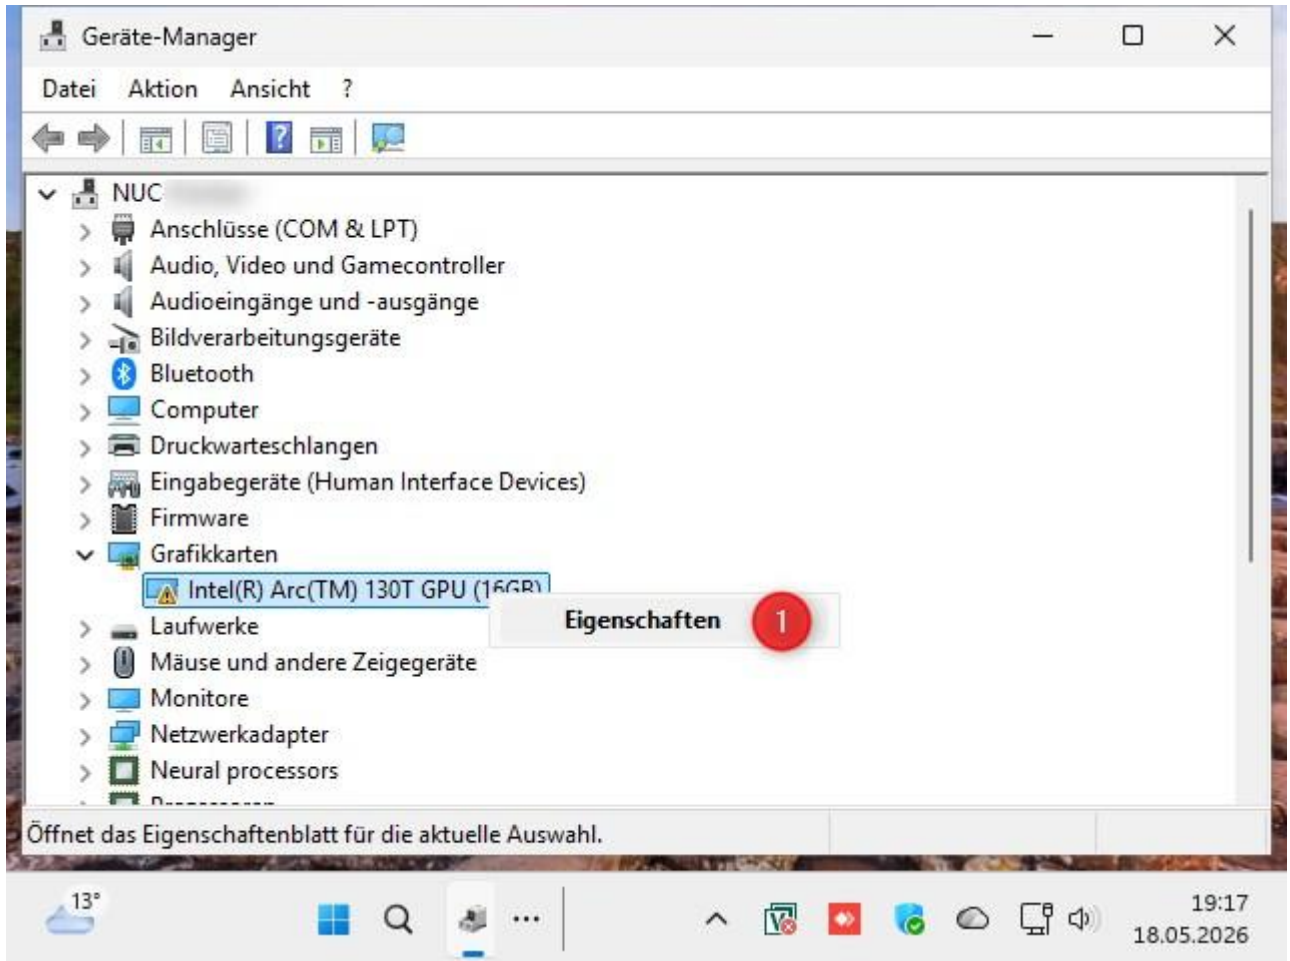 Geräte-Manager
Datei Aktion Ansicht ?
NUC
Anschlüsse (COM & LPT)
Audio, Video und Gamecontroller
Audioeingänge und -ausgänge
Bildverarbeitungsgeräte
Bluetooth
Computer
Druckwarteschlangen
Eingabegeräte (Human Interface Devices)
Firmware
Grafikkarten
Intel(R) Arc(TM) 130T GPU (16GB)
Eigenschaften 1
Laufwerke
Mäuse und andere Zeigegeräte
Monitore
Netzwerkadapter
Neural processors
Öffnet das Eigenschaftenblatt für die aktuelle Auswahl.
13°
19:17
18.05.2026